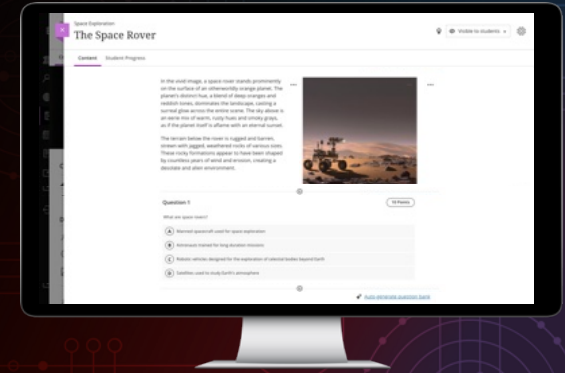 Space Exploration
The Space Rover
Visible to students
Content Student Progress
In the vivid image, a space rover stands prominently
on the surface of an otherworldly orange planet. The
planet's distinct hue, a blend of deep oranges and
reddish tones, dominates the landscape, casting a
surreal glow across the entire scene. The sky above is
an eerie mix of warm, rusty hues and smoky grays,
as if the planet itself is aflame with an eternal sunset.
The terrain below the rover is rugged and barren,
strewn with jagged, weathered rocks of various sizes.
These rocky formations appear to have been shaped
by countless years of wind and erosion, creating a
desolate and alien environment.
Question 1
10 Points
What are space rovers?
A Manned spacecraft used for space exploration
B Astronauts trained for long duration missions
C Robotic vehicles designed for the exploration of celestial bodies beyond Earth
D Satellites used to study Earth's atmosphere
Auto-generate question bank